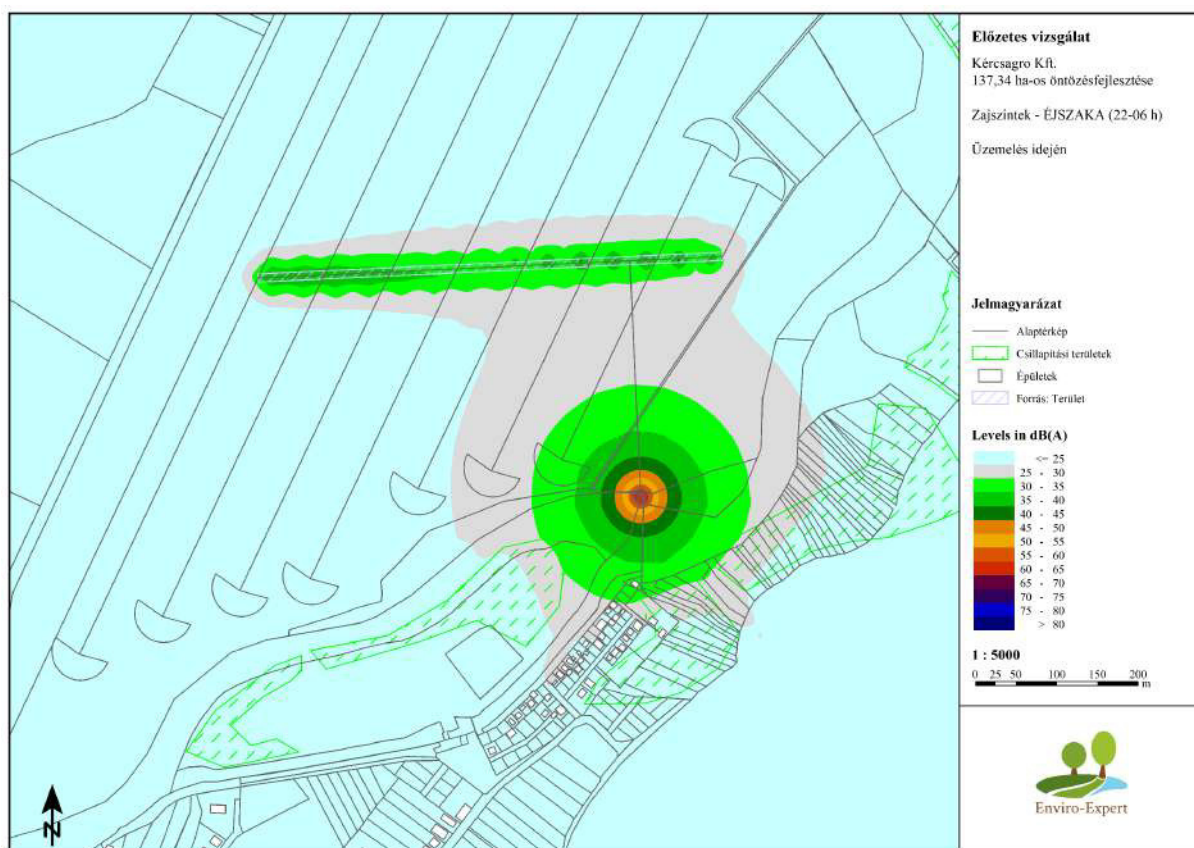 Előzetes vizsgálat
Kércsagro Kft.
137,34 ha-os öntözésfejlesztése
Zajszintek - ÉJSZAKA (22-06 h)
Üzemelés idején
Jelmagyarázat
Alaptérkép
Csillapítási területek
Épületek
Forrás: Terület
Levels in dB(A)
<= 25
25 - 30
30 - 35
35 - 40
40 - 45
45 - 50
50 - 55
55 - 60
60 - 65
65 - 70
70 - 75
75 - 80
> 80
1 : 5000
0 25 50 100 150 200
m
Enviro-Expert
N